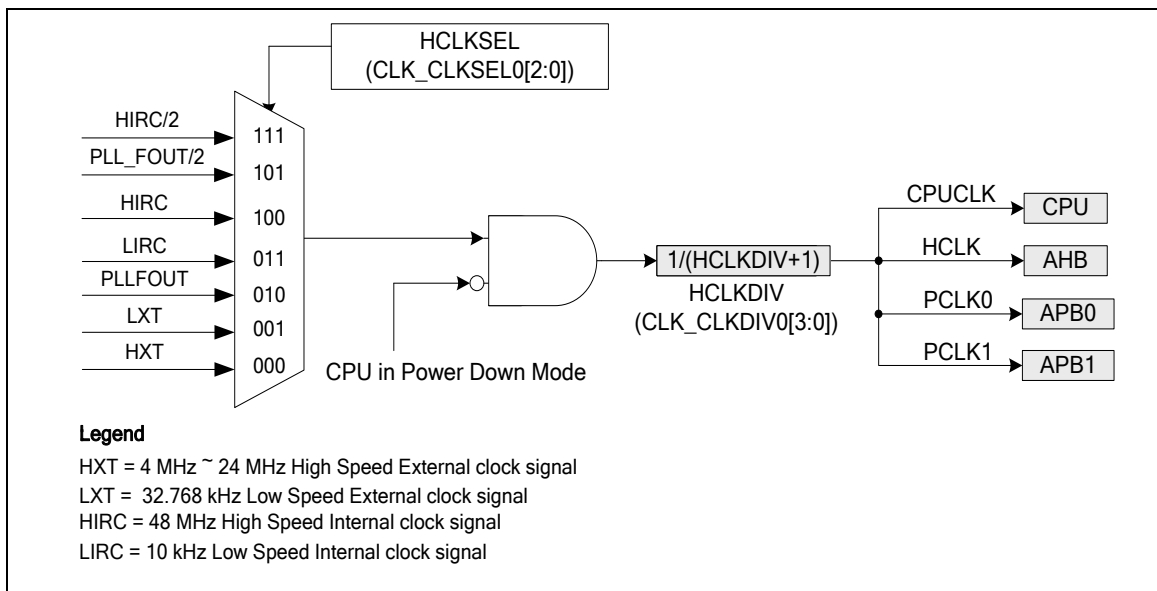 HCLKSEL
(CLK_CLKSEL0[2:0])
HIRC/2
111
PLL_FOUT/2
101
HIRC
100
LIRC
011
PLLFOUT
010
LXT
001
HXT
000
CPU in Power Down Mode
1/(HCLKDIV+1)
HCLKDIV
(CLK_CLKDIV0[3:0])
CPUCLK
CPU
HCLK
AHB
PCLK0
APB0
PCLK1
APB1
Legend
HXT = 4 MHz ~ 24 MHz High Speed External clock signal
LXT = 32.768 kHz Low Speed External clock signal
HIRC = 48 MHz High Speed Internal clock signal
LIRC = 10 kHz Low Speed Internal clock signal